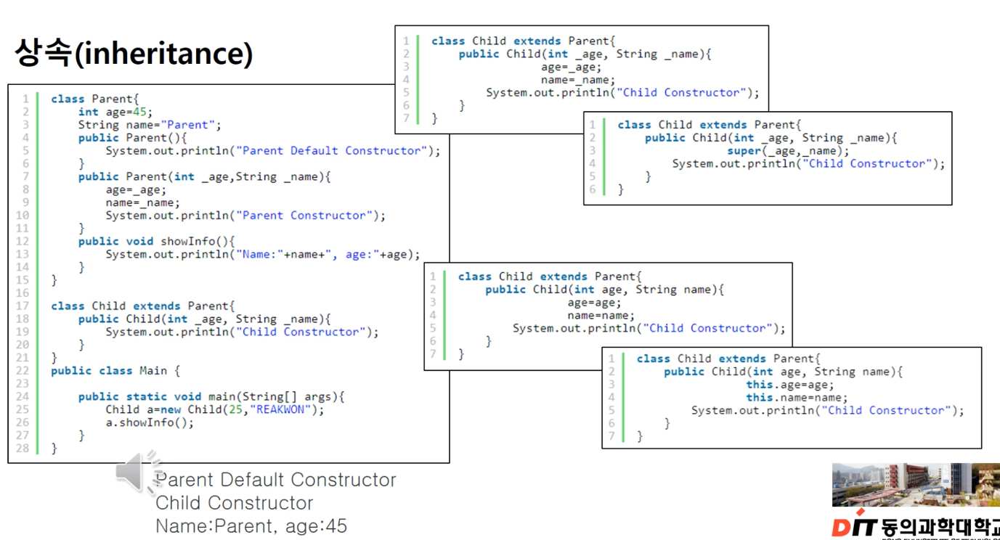 상속(inheritance)
1 class Parent{
2 int age=45;
3 String name="Parent";
4 public Parent(){
5 System.out.println("Parent Default Constructor");
6 }
7 public Parent(int _age,String _name){
8 age=_age;
9 name=_name;
10 System.out.println("Parent Constructor");
11 }
12 public void showInfo(){
13 System.out.println("Name:"+name+", age:"+age);
14 }
15 }
16
17 class Child extends Parent{
18 public Child(int _age, String _name){
19 System.out.println("Child Constructor");
20 }
21 }
22 public class Main {
23
24 public static void main(String[] args){
25 Child a=new Child(25,"REAKWON");
26 a.showInfo();
27 }
28 }
Parent Default Constructor
Child Constructor
Name:Parent, age:45
1 class Child extends Parent{
2 public Child(int _age, String _name){
3 age=_age;
4 name=_name;
5 System.out.println("Child Constructor");
6 }
7 }
1 class Child extends Parent{
2 public Child(int _age, String _name){
3 super(_age,_name);
4 System.out.println("Child Constructor");
5 }
6 }
1 class Child extends Parent{
2 public Child(int age, String name){
3 age=age;
4 name=name;
5 System.out.println("Child Constructor");
6 }
7 }
1 class Child extends Parent{
2 public Child(int age, String name){
3 this.age=age;
4 this.name=name;
5 System.out.println("Child Constructor");
6 }
7 }
DIT 동의과학대학교